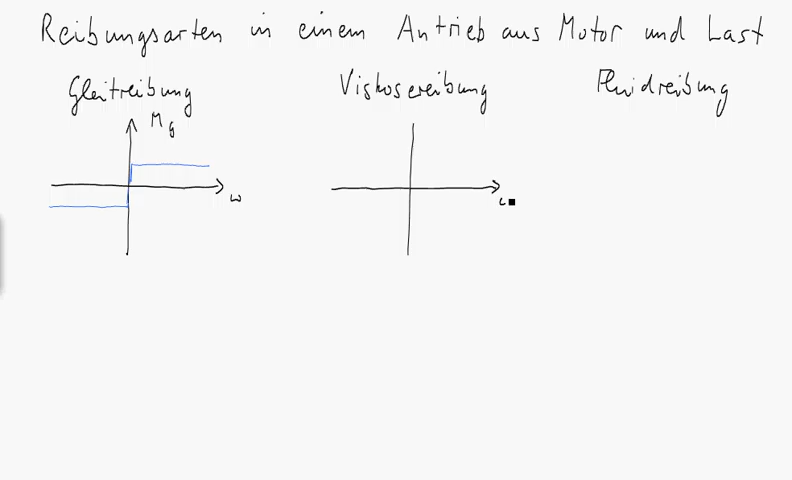 Reibungsarten in einem Antrieb aus Motor und Last
Gleitreibung Viskosereibung Fluidreibung
M_g
ω